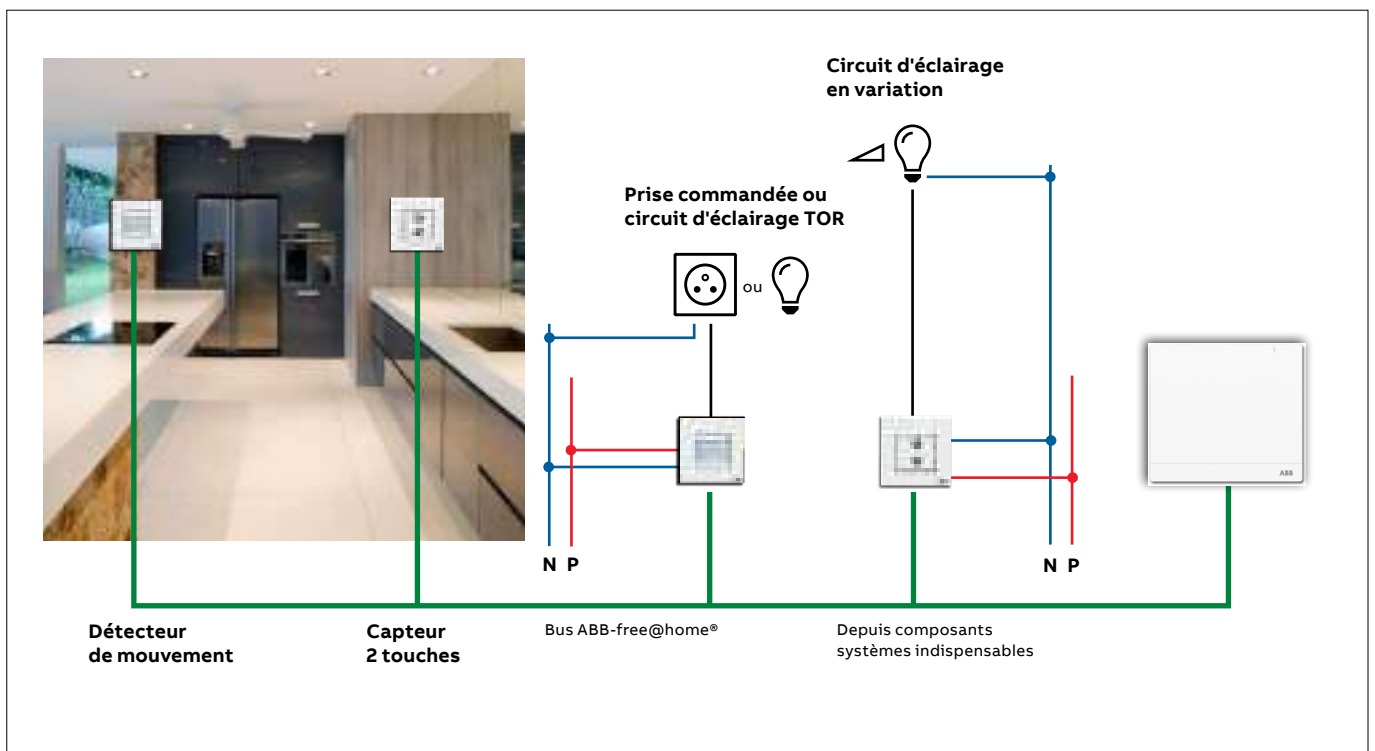 Circuit d'éclairage
en variation
Prise commandée ou
circuit d'éclairage TOR
ou
ABB
N P
N P
Détecteur
de mouvement
Capteur
2 touches
Bus ABB-free@home®
Depuis composants
systèmes indispensables